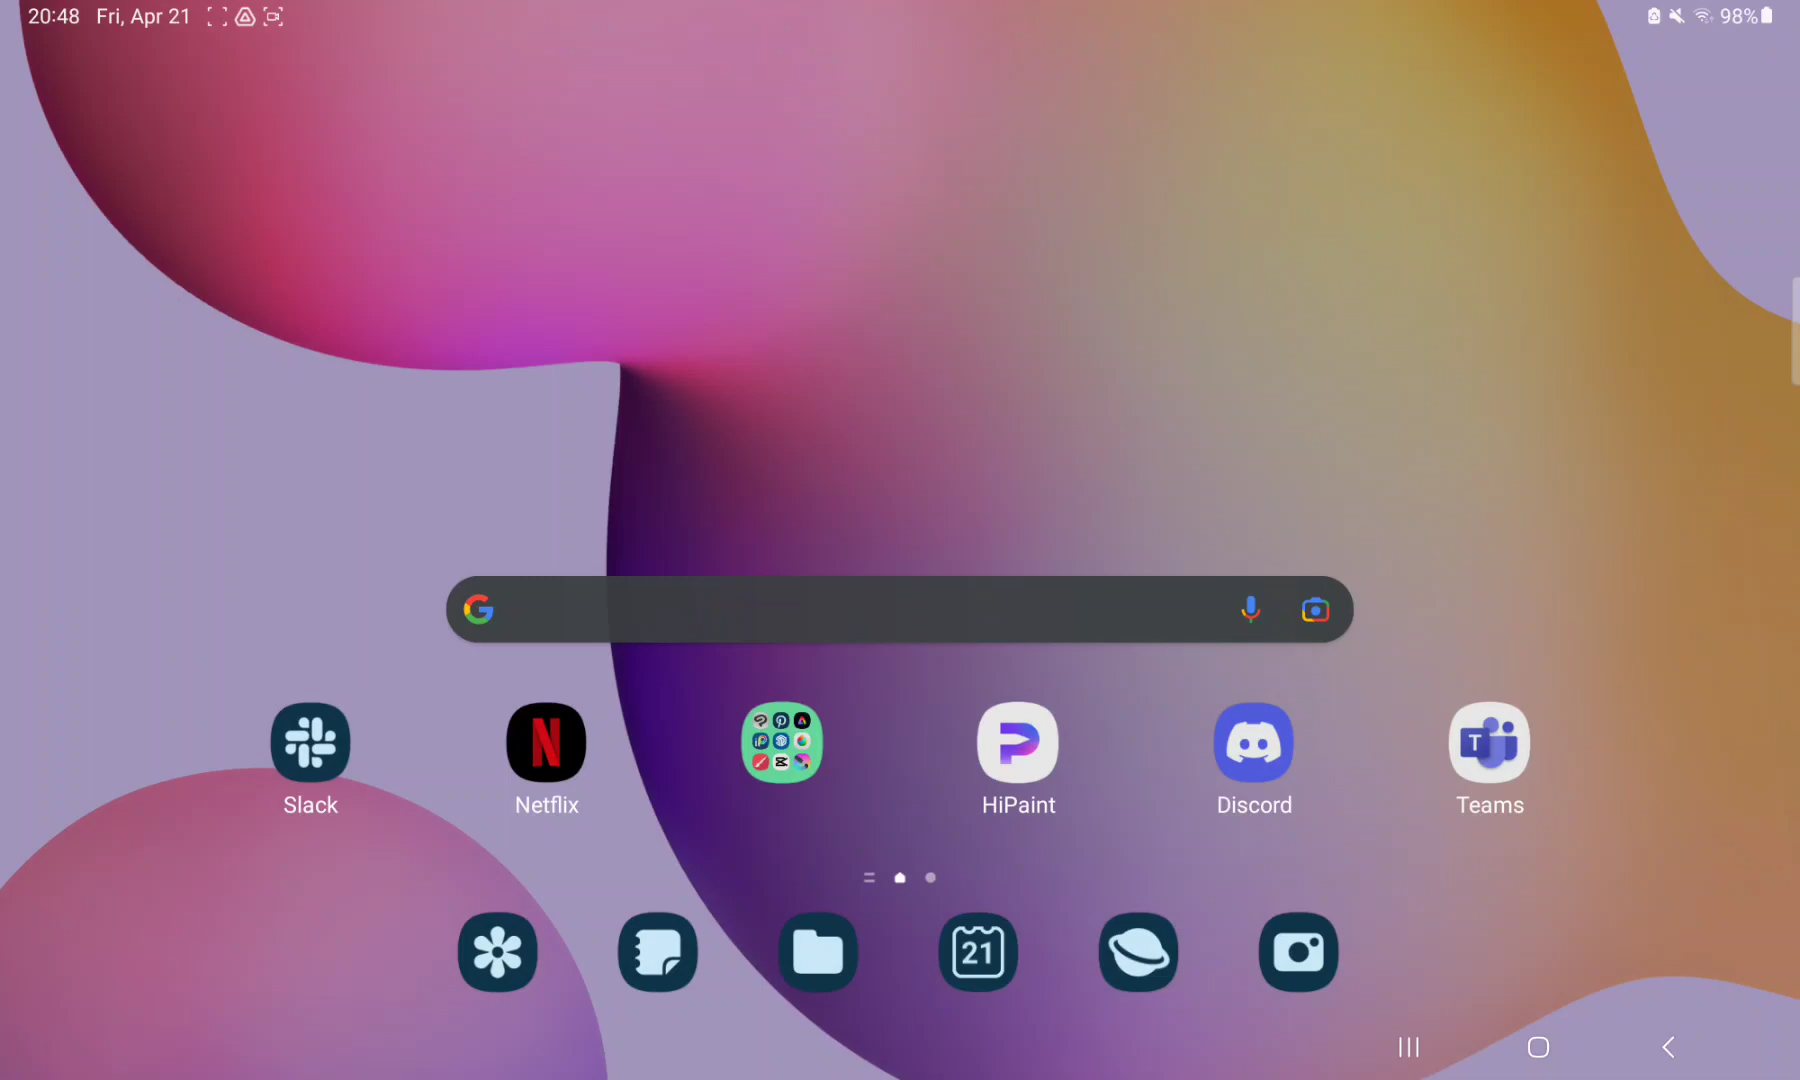 20:48 Fri, Apr 21
98%
Slack
Netflix
HiPaint
Discord
T
Teams
21